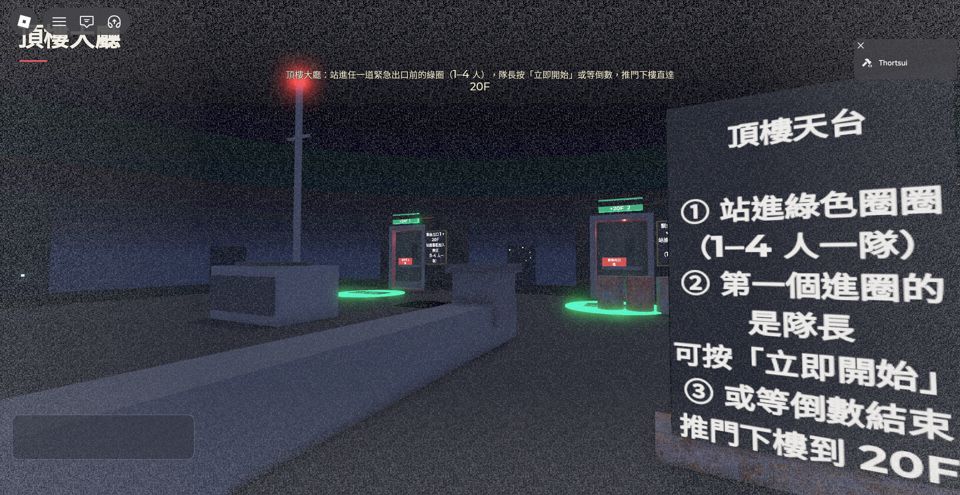 頂樓大廳
Thortsui
頂樓大廳：站進任一道緊急出口前的綠圈（1–4 人），隊長按「立即開始」或等倒數，推門下樓直達
20F
頂樓天台
① 站進綠色圈圈
（1–4 人一隊）
② 第一個進圈的
是隊長
可按「立即開始」
③ 或等倒數結束
推門下樓到 20F